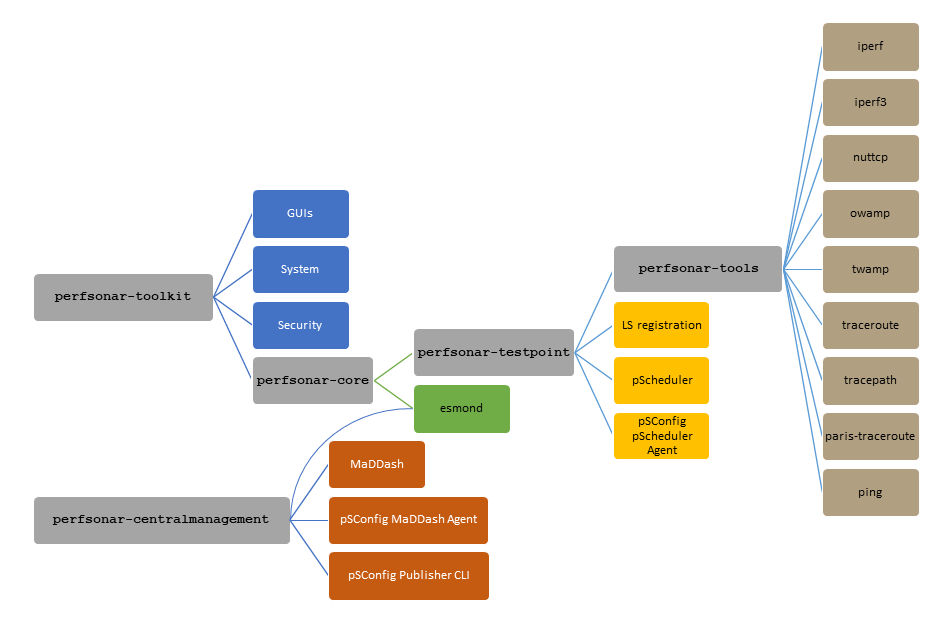 iperf
iperf3
nuttcp
GUIs
owamp
System
perfsonar-tools
twamp
perfsonar-toolkit
Security
LS registration
traceroute
perfsonar-testpoint
perfsonar-core
pScheduler
tracepath
esmond
pSConfig
pScheduler
Agent
paris-traceroute
MaDDash
ping
perfsonar-centralmanagement
pSConfig MaDDash Agent
pSConfig Publisher CLI